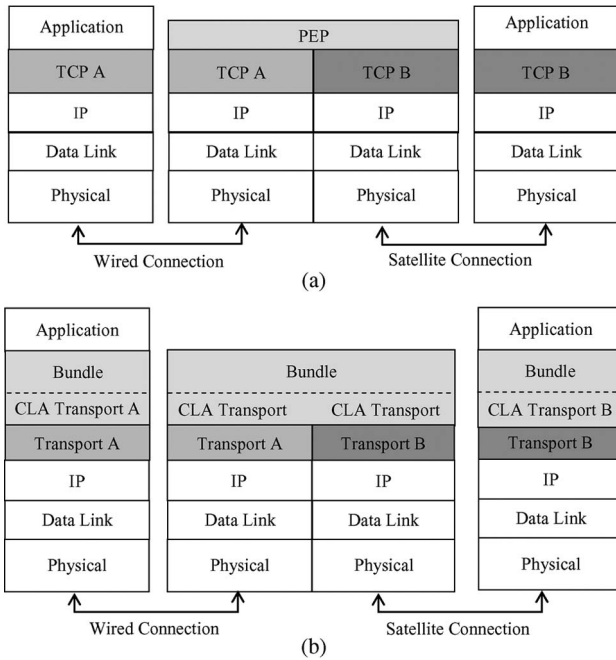 Application
PEP
Application
TCP A
TCP A
TCP B
TCP B
IP
IP
IP
IP
Data Link
Data Link
Data Link
Data Link
Physical
Physical
Physical
Physical
Wired Connection
Satellite Connection
(a)
Application
Application
Bundle
Bundle
Bundle
CLA Transport A
CLA Transport
CLA Transport
CLA Transport B
Transport A
Transport A
Transport B
Transport B
IP
IP
IP
IP
Data Link
Data Link
Data Link
Data Link
Physical
Physical
Physical
Physical
Wired Connection
Satellite Connection
(b)